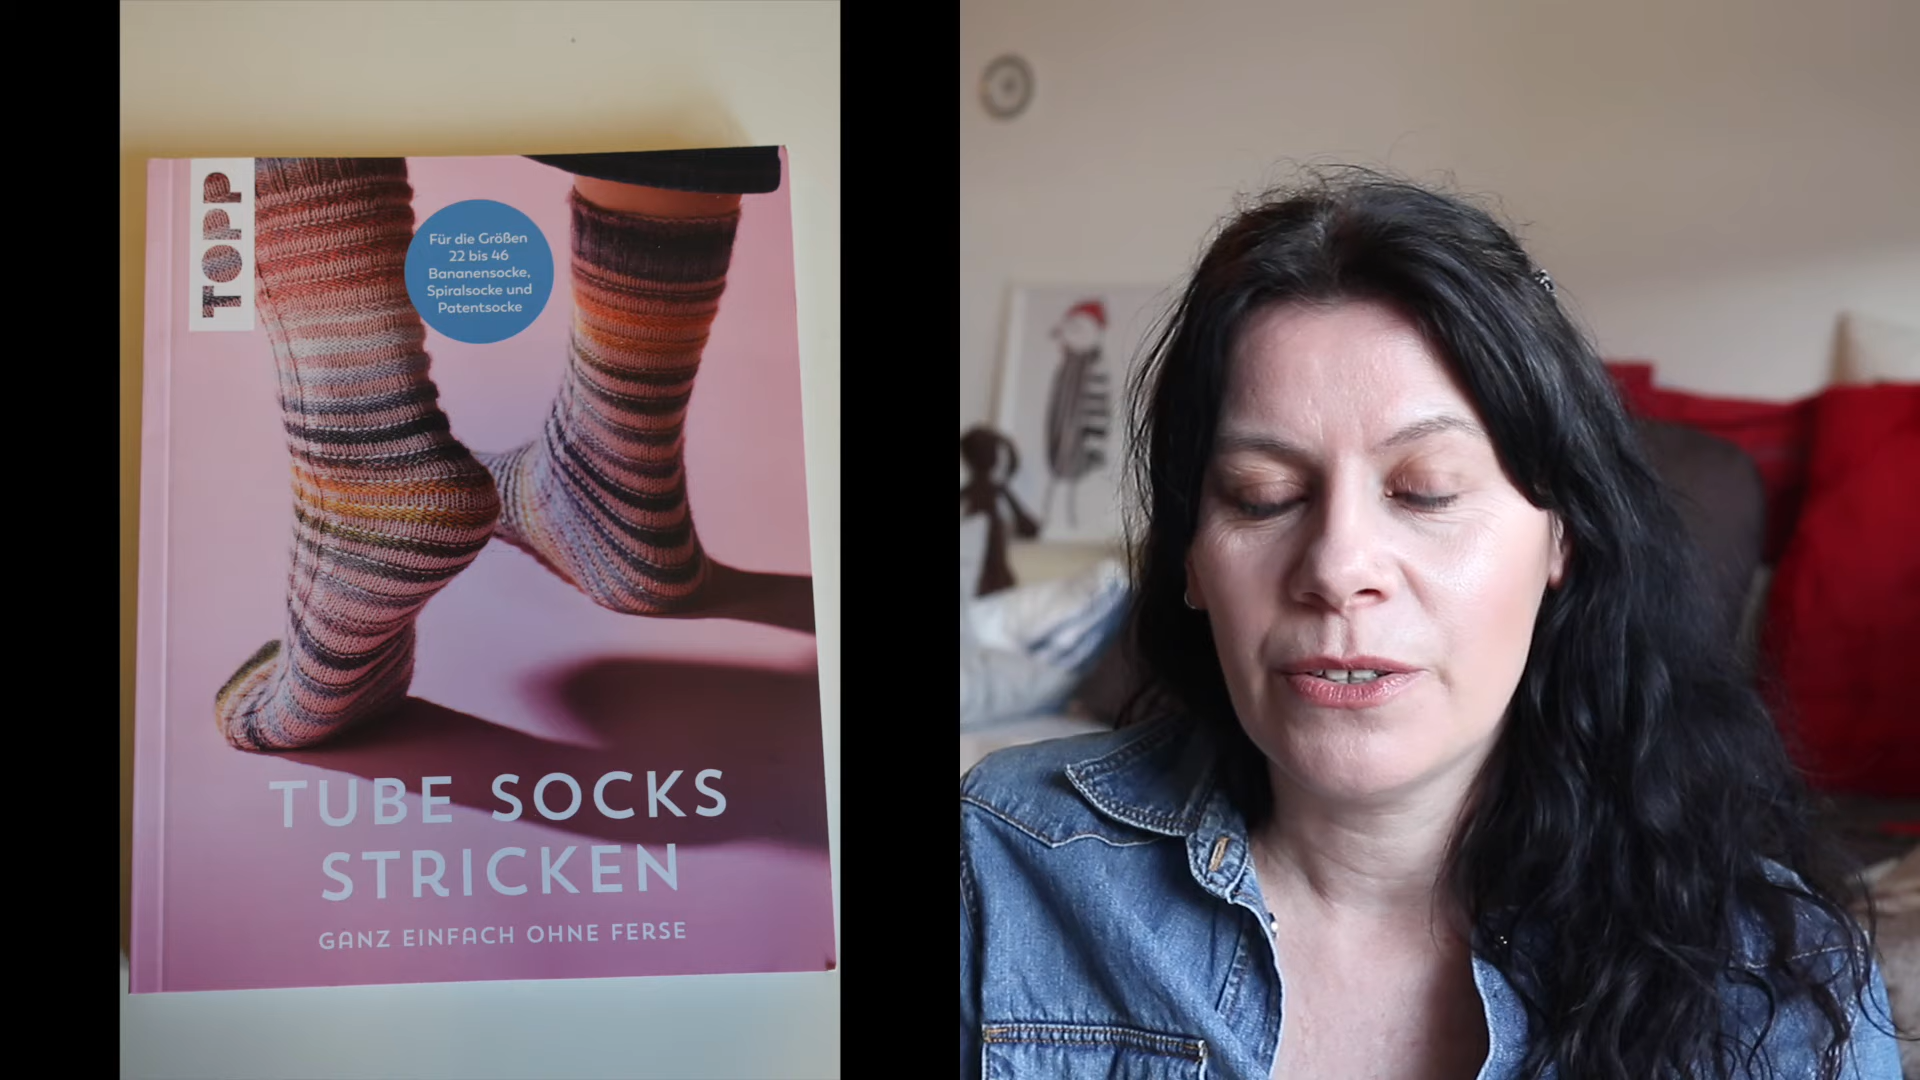 TOPP
Für die Größen
22 bis 46
Bananensocke,
Spiralsocke und
Patentsocke
TUBE SOCKS
STRICKEN
GANZ EINFACH OHNE FERSE